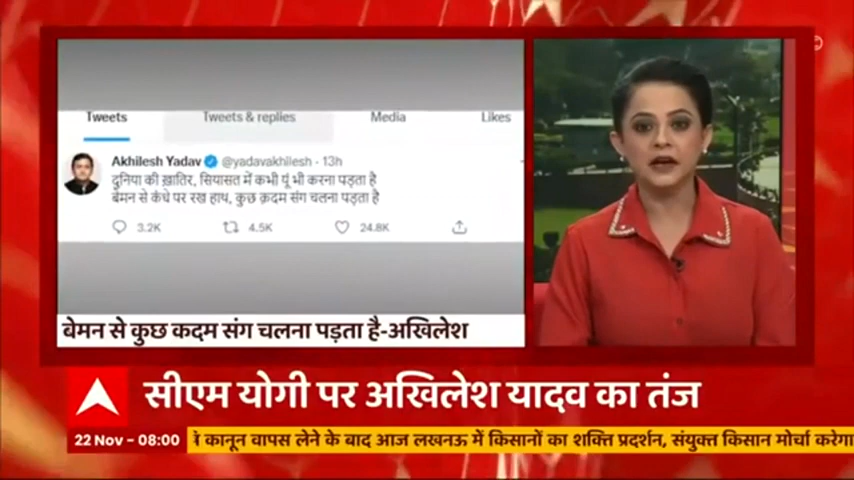 Tweets Tweets & replies Media Likes
Akhilesh Yadav @yadavakhilesh · 13h
दुनिया की ख़ातिर, सियासत में कभी यूं भी करना पड़ता है
बेमन से कंधे पर रख हाथ, कुछ क़दम संग चलना पड़ता है
3.2K 4.5K 24.8K
बेमन से कुछ कदम संग चलना पड़ता है-अखिलेश
सीएम योगी पर अखिलेश यादव का तंज
22 Nov - 08:00
कानून वापस लेने के बाद आज लखनऊ में किसानों का शक्ति प्रदर्शन, संयुक्त किसान मोर्चा करेगा